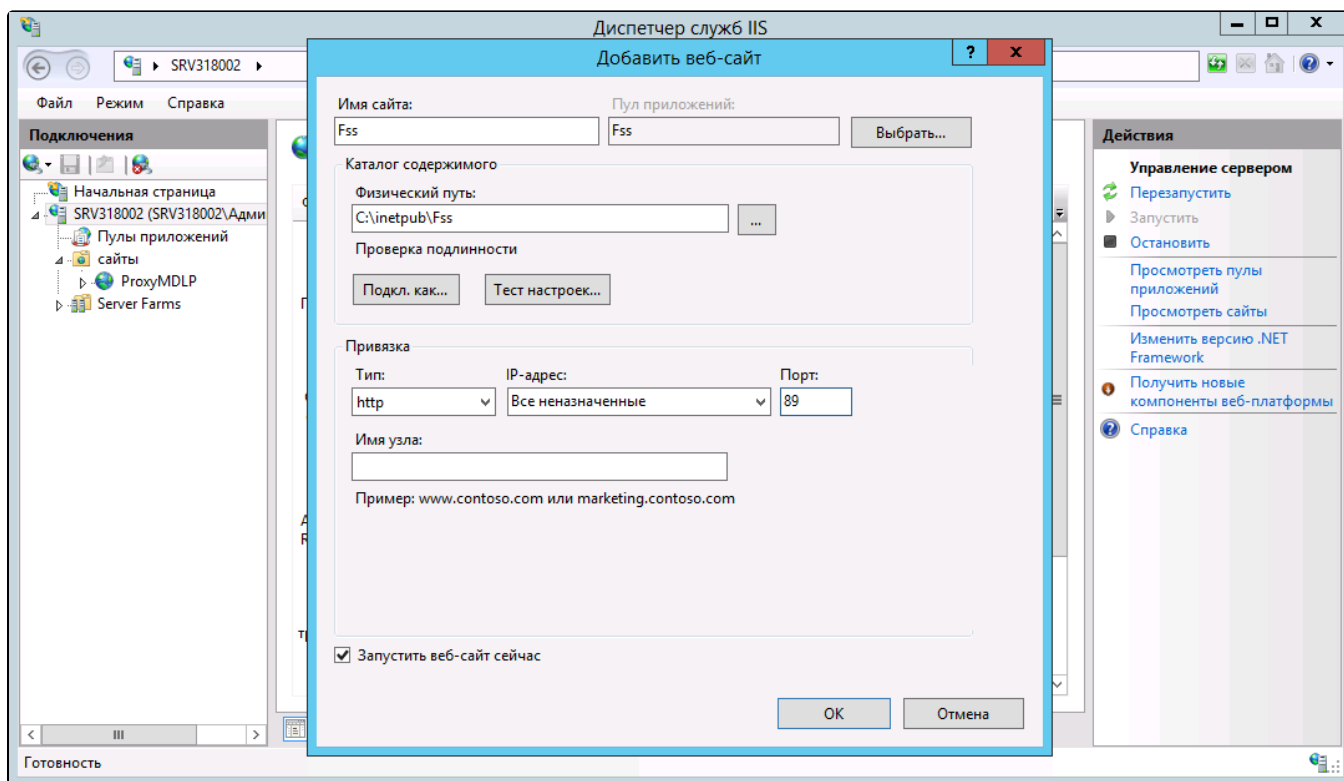 Диспетчер служб IIS
SRV318002
Файл Режим Справка
Подключения
Начальная страница
SRV318002 (SRV318002\Адми
Пулы приложений
сайты
ProxyMDLP
Server Farms
Готовность
Добавить веб-сайт
Имя сайта:
Пул приложений:
Fss
Fss
Выбрать...
Каталог содержимого
Физический путь:
C:\inetpub\Fss
...
Проверка подлинности
Подкл. как...
Тест настроек...
Привязка
Тип:
IP-адрес:
Порт:
http
Все неназначенные
89
Имя узла:
Пример: www.contoso.com или marketing.contoso.com
Запустить веб-сайт сейчас
ОК
Отмена
Действия
Управление сервером
Перезапустить
Запустить
Остановить
Просмотреть пулы
приложений
Просмотреть сайты
Изменить версию .NET
Framework
Получить новые
компоненты веб-платформы
Справка